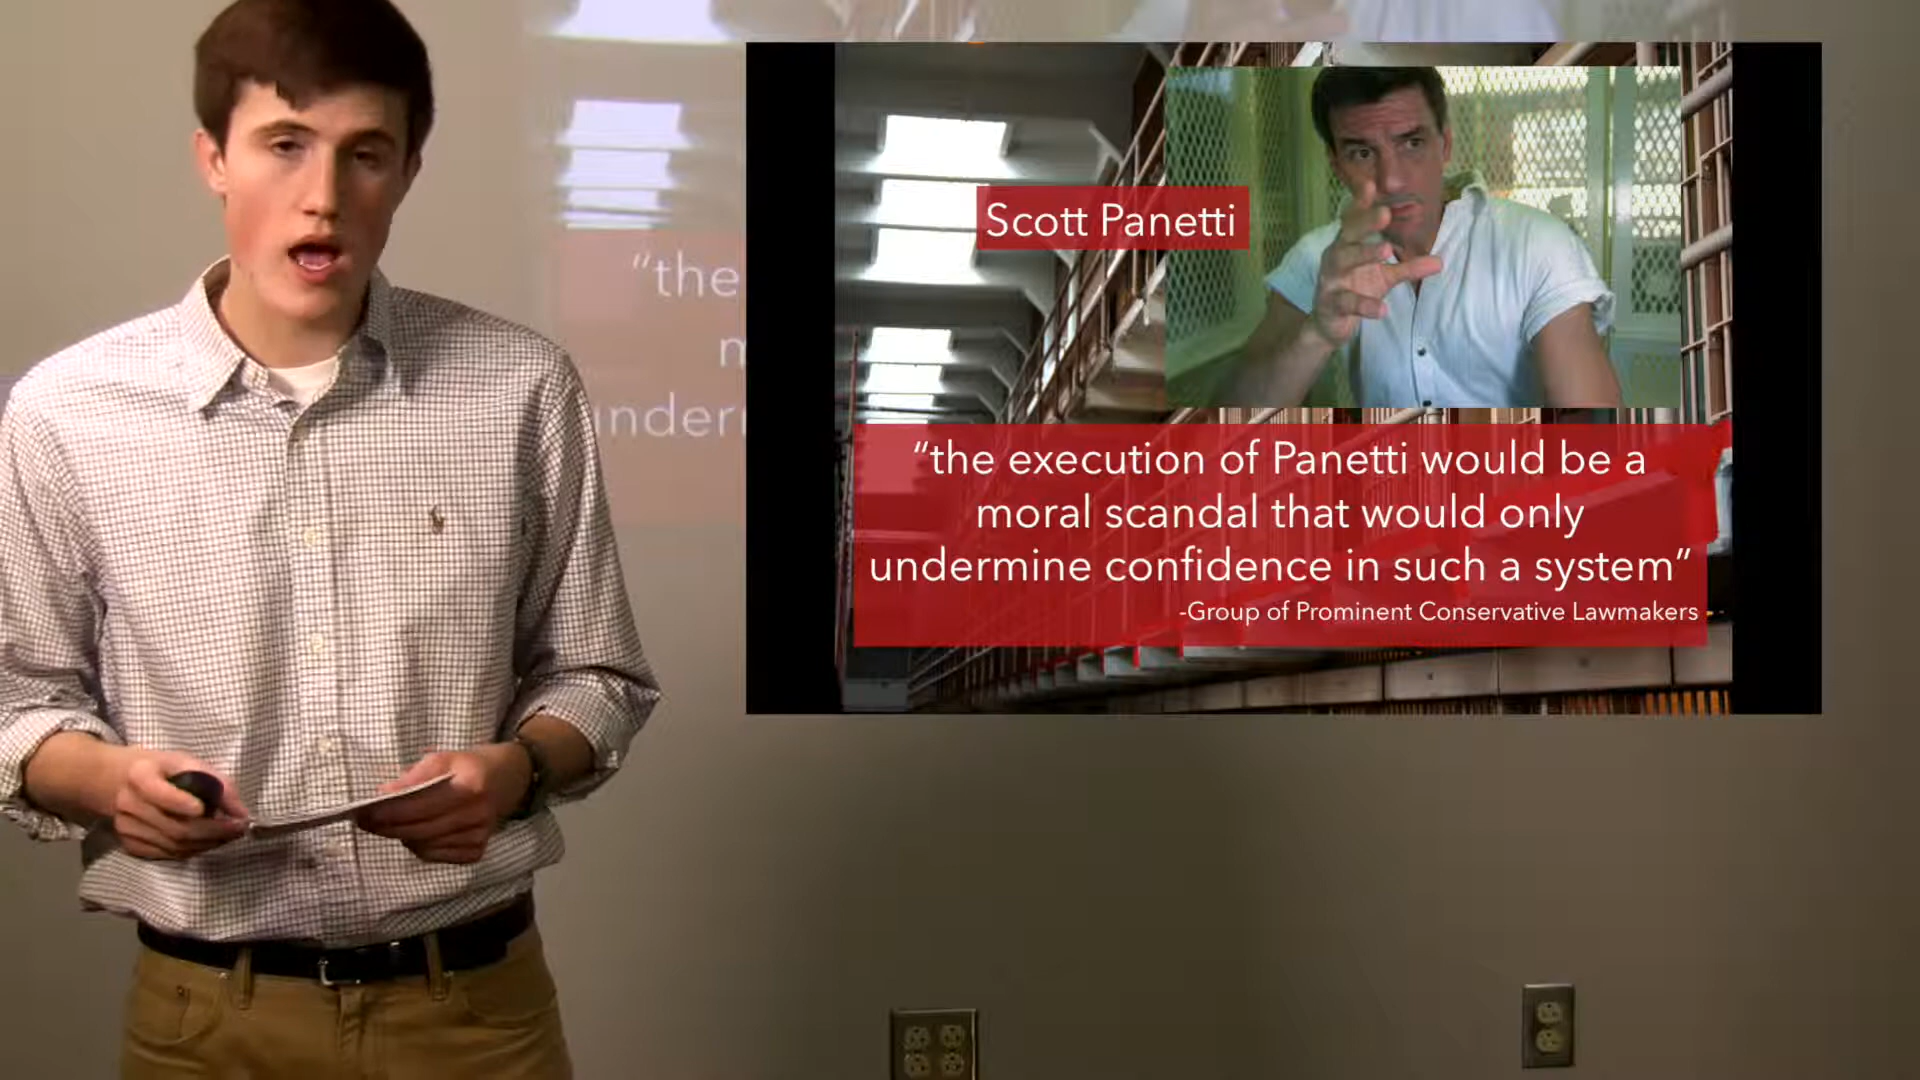 Scott Panetti
“the execution of Panetti would be a
moral scandal that would only
undermine confidence in such a system”
-Group of Prominent Conservative Lawmakers
“the
m
underm